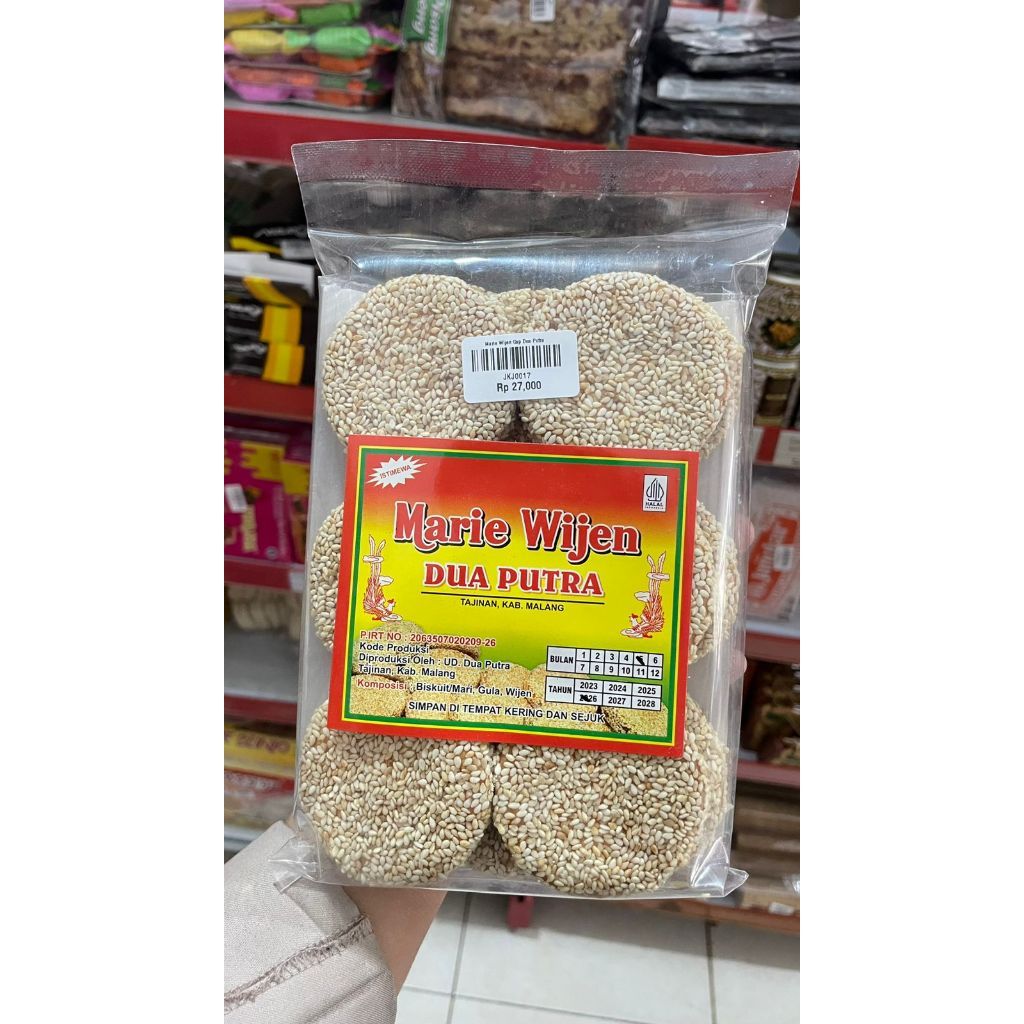 Marie Wijen Gap Dua Putra
JKJ0017
Rp 27,000
ISTIMEWA
HALAL
INDONESIA
Marie Wijen
DUA PUTRA
TAJINAN, KAB. MALANG
P.IRT NO : 2063507020209-26
Kode Produksi
Diproduksi Oleh : UD. Dua Putra
Tajinan, Kab. Malang
Komposisi : Biskuit/Mari, Gula, Wijen
BULAN 1 2 3 4 6
7 8 9 10 11 12
TAHUN 2023 2024 2025
2027 2028
SIMPAN DI TEMPAT KERING DAN SEJUK